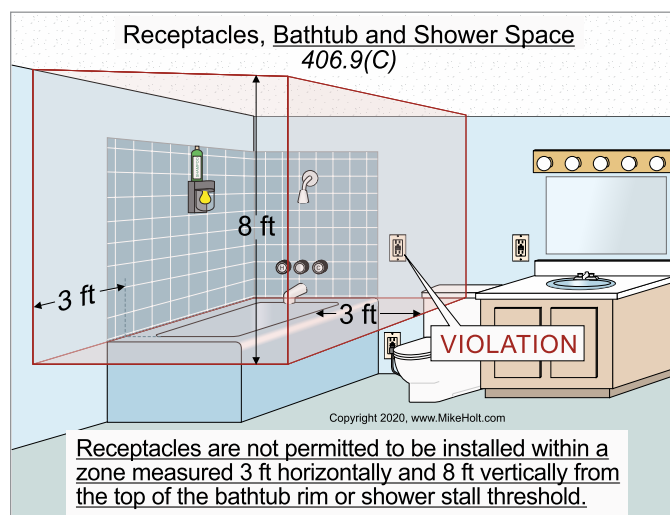 Receptacles, Bathtub and Shower Space
406.9(C)
8 ft
3 ft
3 ft
VIOLATION
Copyright 2020, www.MikeHolt.com
Receptacles are not permitted to be installed within a
zone measured 3 ft horizontally and 8 ft vertically from
the top of the bathtub rim or shower stall threshold.